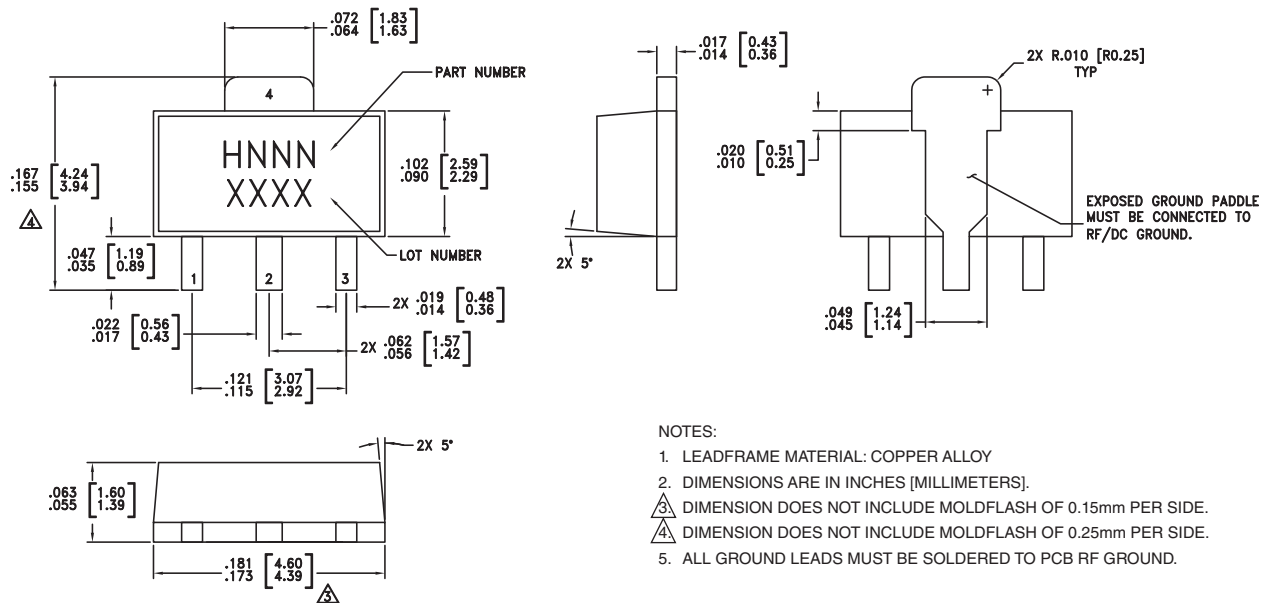 .072 [1.83]
.064 [1.63]
PART NUMBER
4
HNNN
XXXX
.167 [4.24]
.155 [3.94]
4
.102 [2.59]
.090 [2.29]
.047 [1.19]
.035 [0.89]
LOT NUMBER
1
2
3
2X .019 [0.48]
.014 [0.36]
.022 [0.56]
.017 [0.43]
2X .062 [1.57]
.056 [1.42]
.121 [3.07]
.115 [2.92]
.017 [0.43]
.014 [0.36]
2X 5°
2X R.010 [R0.25]
TYP
+
.020 [0.51]
.010 [0.25]
EXPOSED GROUND PADDLE
MUST BE CONNECTED TO
RF/DC GROUND.
.049 [1.24]
.045 [1.14]
2X 5°
.063 [1.60]
.055 [1.39]
.181 [4.60]
.173 [4.39]
3
NOTES:
1. LEADFRAME MATERIAL: COPPER ALLOY
2. DIMENSIONS ARE IN INCHES [MILLIMETERS].
3. DIMENSION DOES NOT INCLUDE MOLDFLASH OF 0.15mm PER SIDE.
4. DIMENSION DOES NOT INCLUDE MOLDFLASH OF 0.25mm PER SIDE.
5. ALL GROUND LEADS MUST BE SOLDERED TO PCB RF GROUND.